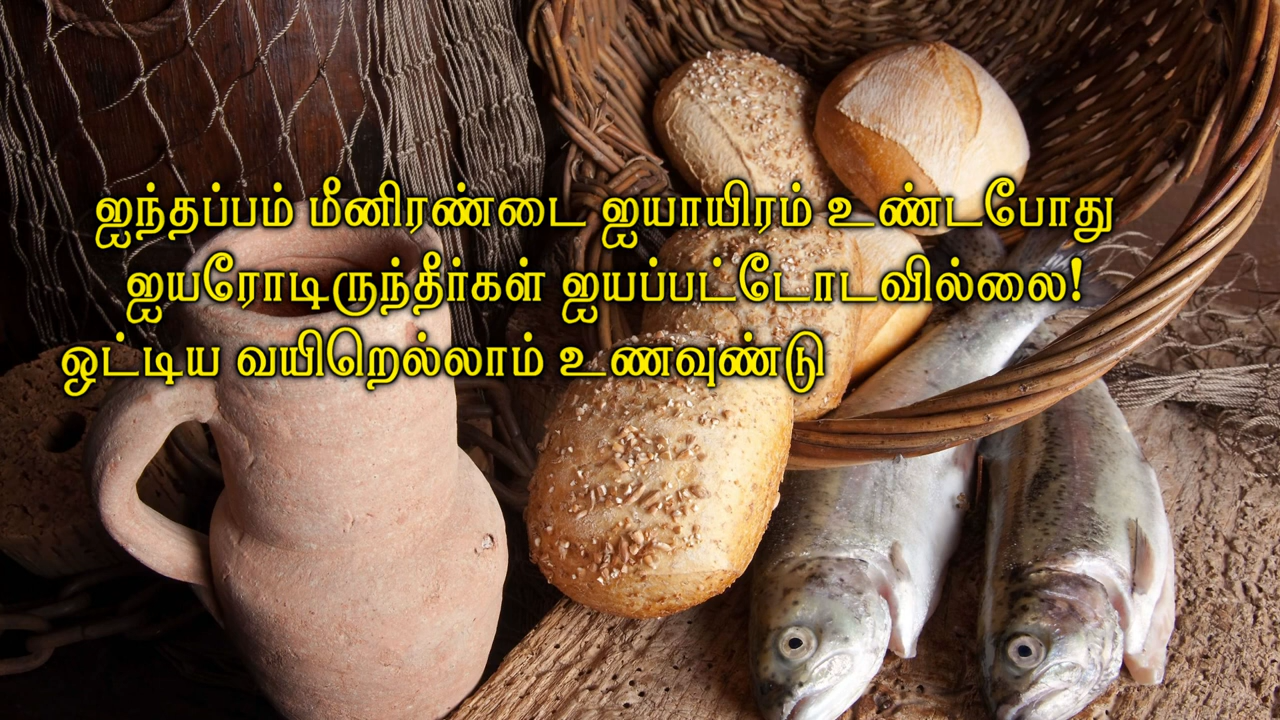 ஐந்தப்பம் மீனிரண்டை ஐயாயிரம் உண்டபோது
ஐயரோடிருந்தீர்கள் ஐயப்பட்டோடவில்லை!
ஒட்டிய வயிறெல்லாம் உணவுண்டு